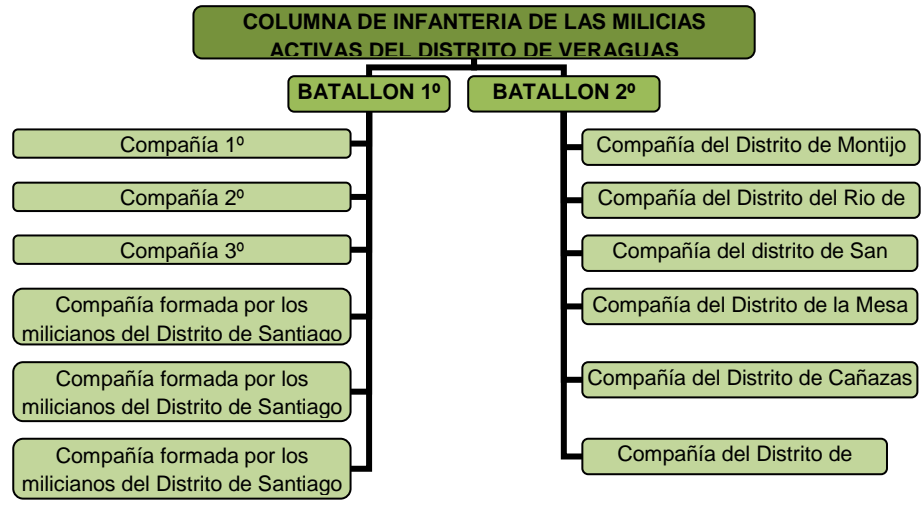 COLUMNA DE INFANTERIA DE LAS MILICIAS
ACTIVAS DEL DISTRITO DE VERAGUAS
BATALLON 1º
Compañía 1º
Compañía 2º
Compañía 3º
Compañía formada por los
milicianos del Distrito de Santiago
Compañía formada por los
milicianos del Distrito de Santiago
Compañía formada por los
milicianos del Distrito de Santiago
BATALLON 2º
Compañía del Distrito de Montijo
Compañía del Distrito del Rio de
Compañía del distrito de San
Compañía del Distrito de la Mesa
Compañía del Distrito de Cañazas
Compañía del Distrito de